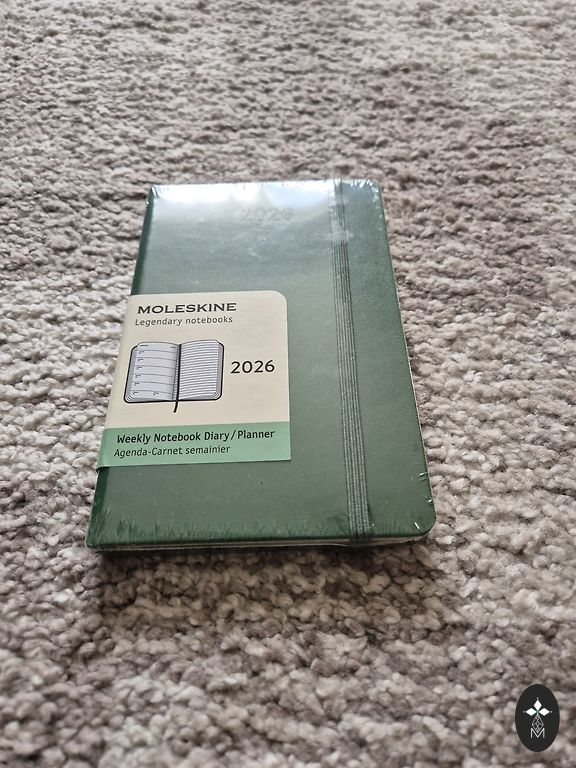 2026
MOLESKINE
Legendary notebooks
2026
Weekly Notebook Diary/Planner
Agenda-Carnet semainier